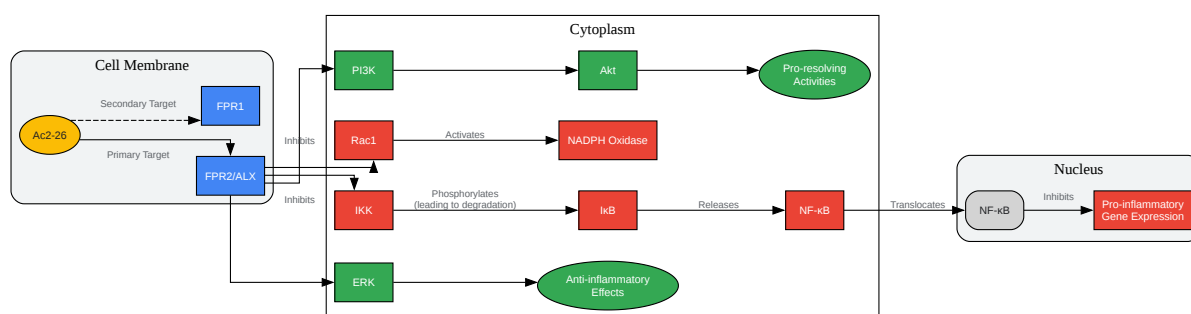 Cell Membrane
Ac2-26
Secondary Target
FPR1
Primary Target
FPR2/ALX
Inhibits
Inhibits
Cytoplasm
PI3K
Akt
Pro-resolving
Activities
Rac1
Activates
NADPH Oxidase
IKK
Phosphorylates
(leading to degradation)
IκB
Releases
NF-κB
ERK
Anti-inflammatory
Effects
Translocates
Nucleus
NF-κB
Inhibits
Pro-inflammatory
Gene Expression